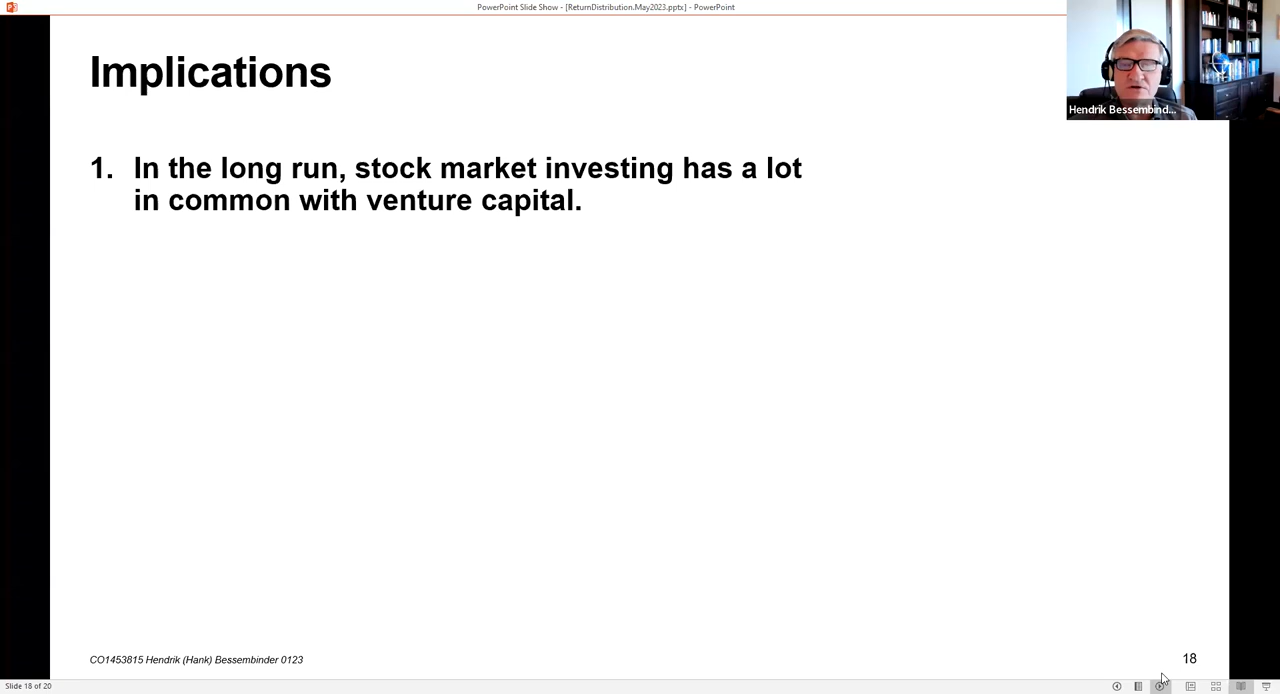 PowerPoint Slide Show - [ReturnDistribution.May2023.pptx] - PowerPoint
Hendrik Bessembind...
Implications
1. In the long run, stock market investing has a lot
in common with venture capital.
CO1453815 Hendrik (Hank) Bessembinder 0123
18
Slide 18 of 20